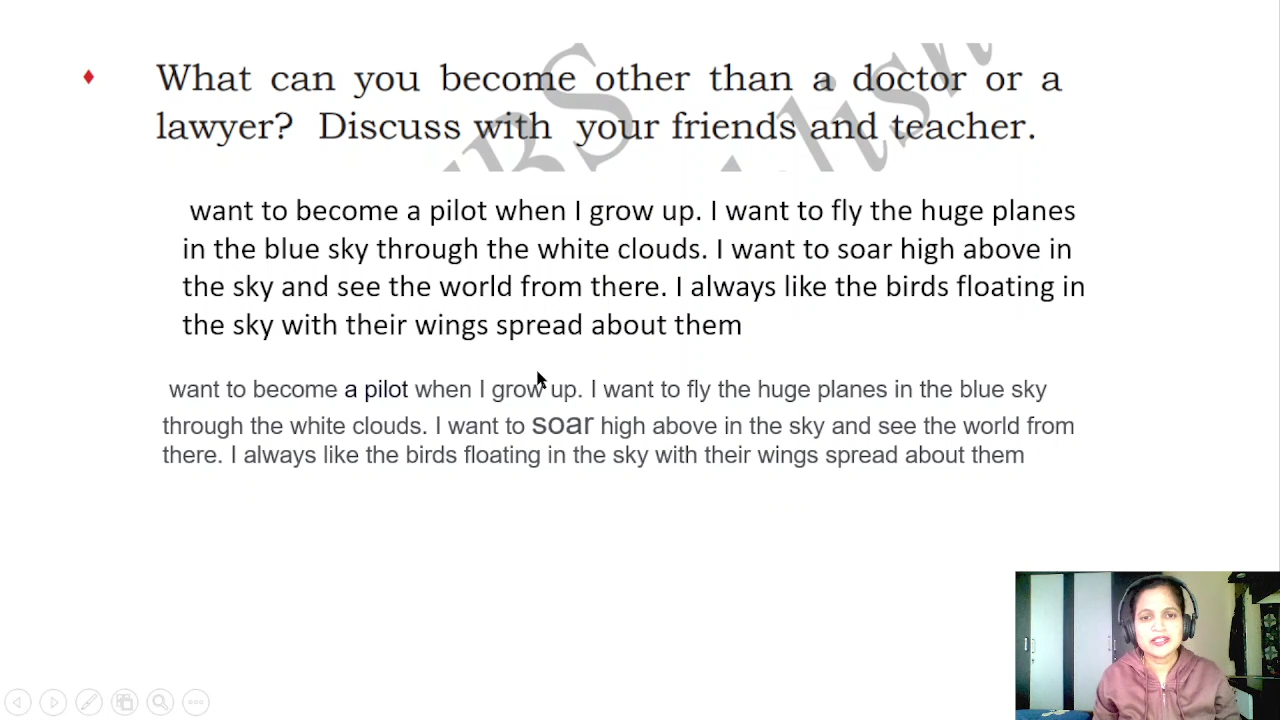 What can you become other than a doctor or a
lawyer? Discuss with your friends and teacher.
want to become a pilot when I grow up. I want to fly the huge planes
in the blue sky through the white clouds. I want to soar high above in
the sky and see the world from there. I always like the birds floating in
the sky with their wings spread about them
want to become a pilot when I grow up. I want to fly the huge planes in the blue sky
through the white clouds. I want to soar high above in the sky and see the world from
there. I always like the birds floating in the sky with their wings spread about them